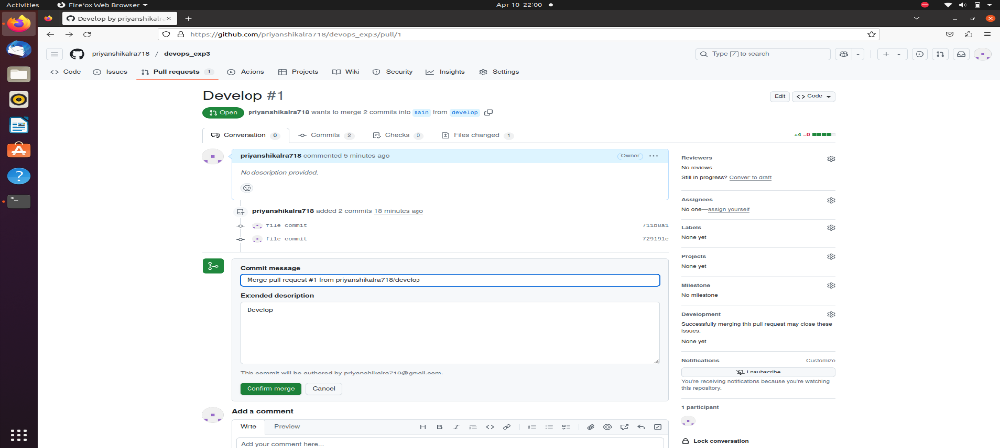 Activities Firefox Web Browser Apr 10 22:00
Develop by priyanshikalra
https://github.com/priyanshikalra718/devops_exp3/pull/1
priyanshikalra718 / devops_exp3
Type [/] to search
Code Issues Pull requests 1 Actions Projects Wiki Security Insights Settings
Develop #1
Edit <> Code
Open priyanshikalra718 wants to merge 2 commits into main from develop
Conversation 0 Commits 2 Checks 0 Files changed 1
+4 −0
priyanshikalra718 commented 5 minutes ago Owner
No description provided.
priyanshikalra718 added 2 commits 18 minutes ago
file commit
file commit
Commit message
Merge pull request #1 from priyanshikalra718/develop
Extended description
Develop
This commit will be authored by priyanshikalra718@gmail.com
Confirm merge Cancel
Add a comment
Write Preview
Add your comment here...
Reviewers
No reviews
Still in progress? Convert to draft
Assignees
No one—assign yourself
Labels
None yet
Projects
None yet
Milestone
No milestone
Development
Successfully merging this pull request may close these issues.
None yet
Notifications Customize
Unsubscribe
You're receiving notifications because you're watching
this repository.
1 participant
Lock conversation